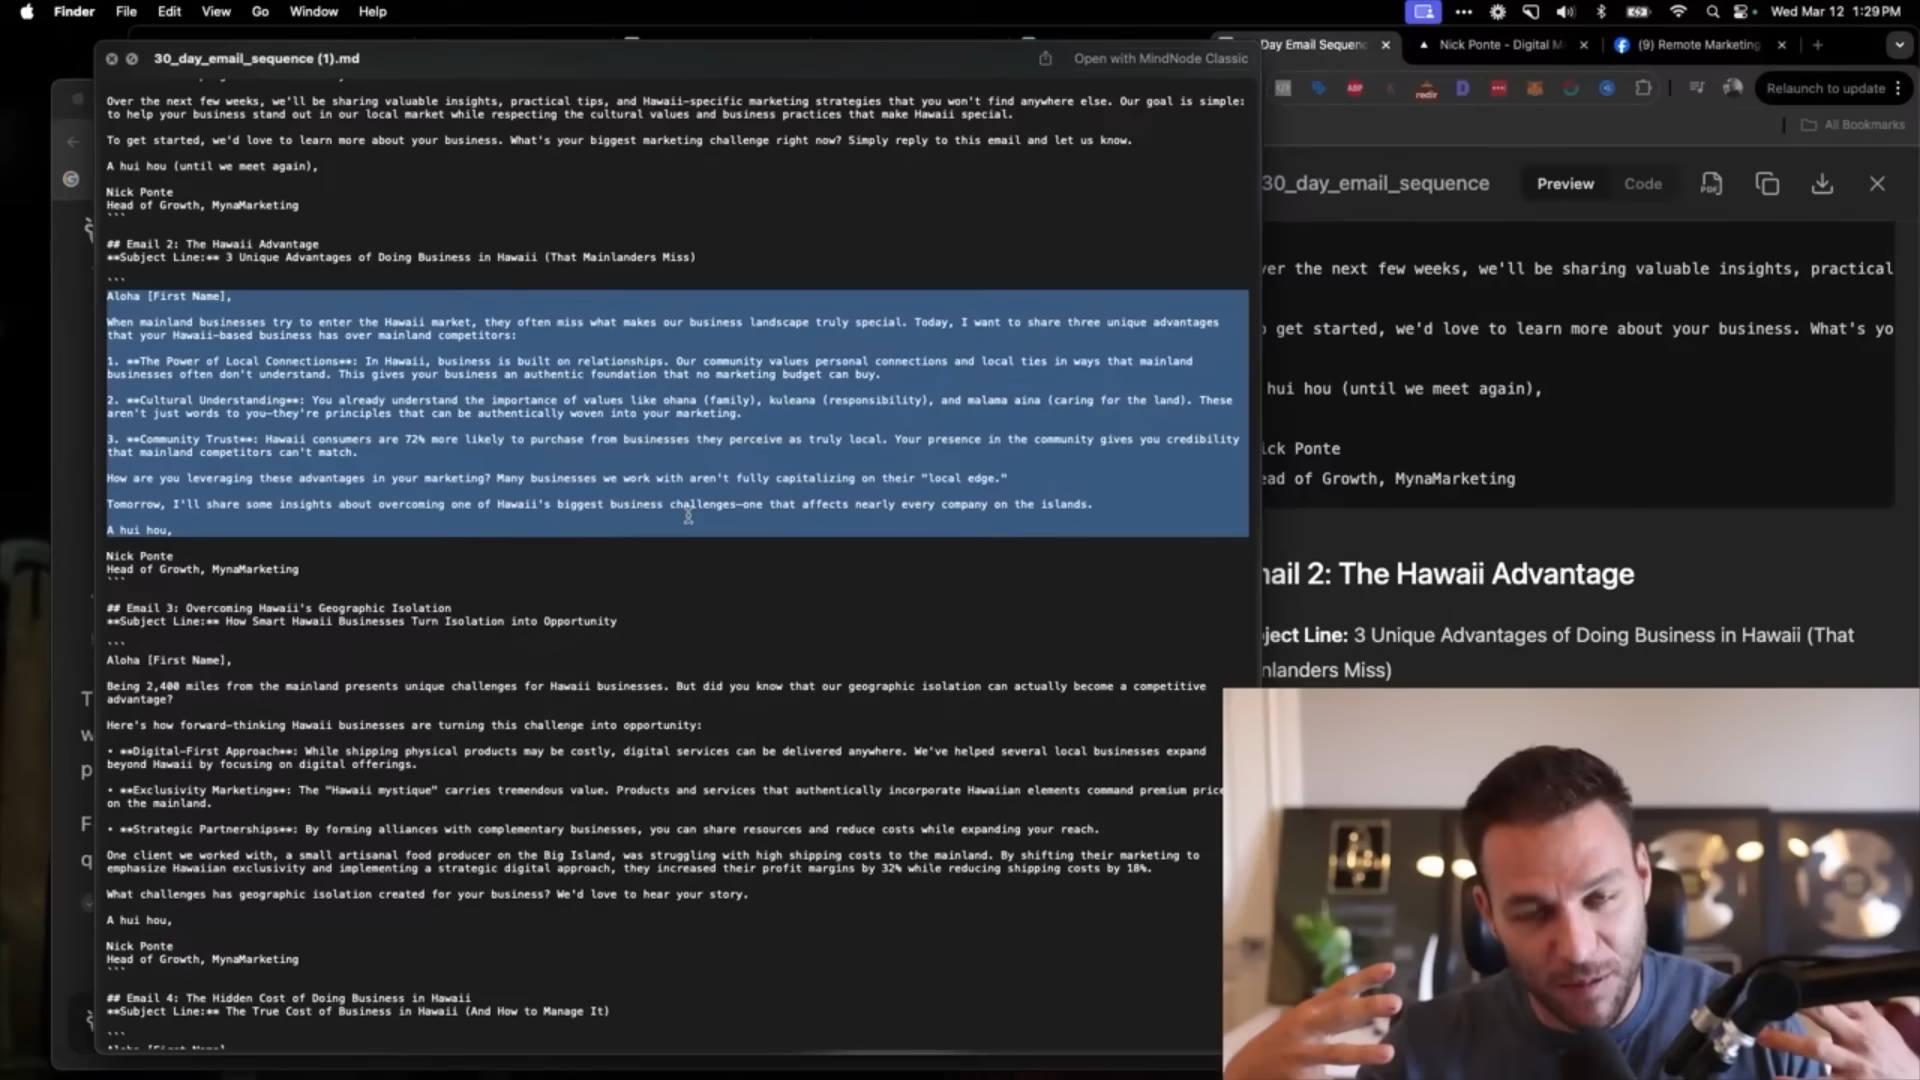 Finder File Edit View Go Window Help
Wed Mar 12 1:29 PM
30_day_email_sequence (1).md
Open with MindNode Classic
Day Email Sequenc
Nick Ponte - Digital M
(9) Remote Marketing
ABP
redir
Relaunch to update
All Bookmarks
Over the next few weeks, we'll be sharing valuable insights, practical tips, and Hawaii-specific marketing strategies that you won't find anywhere else. Our goal is simple:
to help your business stand out in our local market while respecting the cultural values and business practices that make Hawaii special.
To get started, we'd love to learn more about your business. What's your biggest marketing challenge right now? Simply reply to this email and let us know.
A hui hou (until we meet again),
Nick Ponte
Head of Growth, MynaMarketing
```
## Email 2: The Hawaii Advantage
**Subject Line:** 3 Unique Advantages of Doing Business in Hawaii (That Mainlanders Miss)
```
Aloha [First Name],
When mainland businesses try to enter the Hawaii market, they often miss what makes our business landscape truly special. Today, I want to share three unique advantages
that your Hawaii-based business has over mainland competitors:
1. **The Power of Local Connections**: In Hawaii, business is built on relationships. Our community values personal connections and local ties in ways that mainland
businesses often don't understand. This gives your business an authentic foundation that no marketing budget can buy.
2. **Cultural Understanding**: You already understand the importance of values like ohana (family), kuleana (responsibility), and malama aina (caring for the land). These
aren't just words to you—they're principles that can be authentically woven into your marketing.
3. **Community Trust**: Hawaii consumers are 72% more likely to purchase from businesses they perceive as truly local. Your presence in the community gives you credibility
that mainland competitors can't match.
How are you leveraging these advantages in your marketing? Many businesses we work with aren't fully capitalizing on their "local edge."
Tomorrow, I'll share some insights about overcoming one of Hawaii's biggest business challenges—one that affects nearly every company on the islands.
A hui hou,
Nick Ponte
Head of Growth, MynaMarketing
```
## Email 3: Overcoming Hawaii's Geographic Isolation
**Subject Line:** How Smart Hawaii Businesses Turn Isolation into Opportunity
```
Aloha [First Name],
Being 2,400 miles from the mainland presents unique challenges for Hawaii businesses. But did you know that our geographic isolation can actually become a competitive
advantage?
Here's how forward-thinking Hawaii businesses are turning this challenge into opportunity:
• **Digital-First Approach**: While shipping physical products may be costly, digital services can be delivered anywhere. We've helped several local businesses expand
beyond Hawaii by focusing on digital offerings.
• **Exclusivity Marketing**: The "Hawaii mystique" carries tremendous value. Products and services that authentically incorporate Hawaiian elements command premium price
on the mainland.
• **Strategic Partnerships**: By forming alliances with complementary businesses, you can share resources and reduce costs while expanding your reach.
One client we worked with, a small artisanal food producer on the Big Island, was struggling with high shipping costs to the mainland. By shifting their marketing to
emphasize Hawaiian exclusivity and implementing a strategic digital approach, they increased their profit margins by 32% while reducing shipping costs by 18%.
What challenges has geographic isolation created for your business? We'd love to hear your story.
A hui hou,
Nick Ponte
Head of Growth, MynaMarketing
```
## Email 4: The Hidden Cost of Doing Business in Hawaii
**Subject Line:** The True Cost of Business in Hawaii (And How to Manage It)
```
Aloha [First Name],
30_day_email_sequence
Preview Code
PDF
ver the next few weeks, we'll be sharing valuable insights, practical
get started, we'd love to learn more about your business. What's yo
hui hou (until we meet again),
ick Ponte
ead of Growth, MynaMarketing
ail 2: The Hawaii Advantage
ject Line: 3 Unique Advantages of Doing Business in Hawaii (That
nlanders Miss)